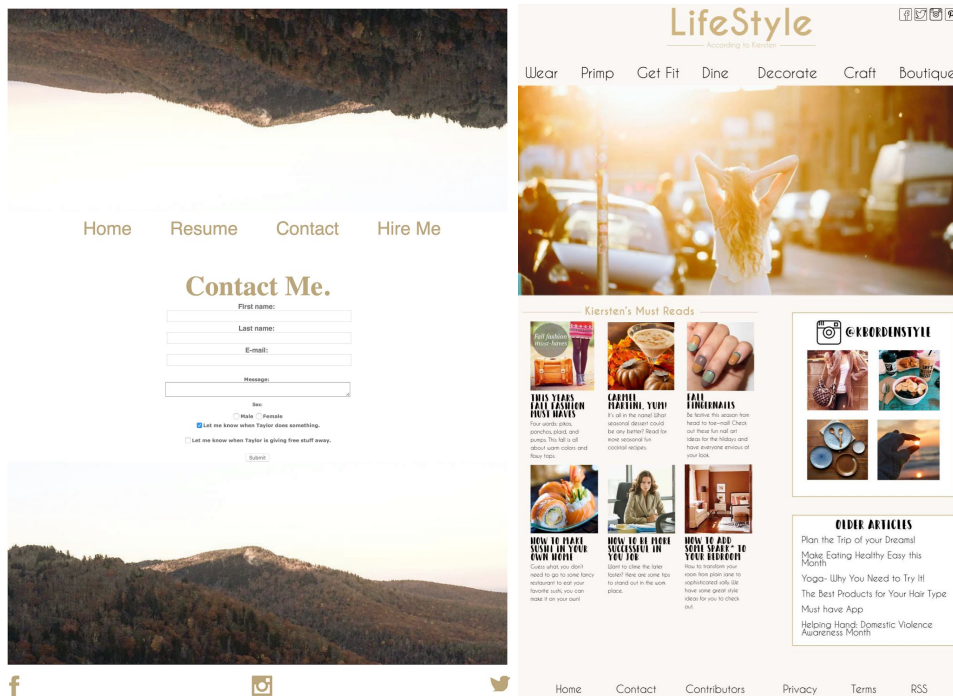 Home Resume Contact Hire Me
Contact Me.
First name:
Last name:
E-mail:
Message:
Sex:
Male Female
Let me know when Taylor does something.
Let me know when Taylor is giving free stuff away.
Submit
LifeStyle
According to Kiersten
Wear Primp Get Fit Dine Decorate Craft Boutique
Kiersten's Must Reads
Fall fashion
must-haves
THIS YEARS
FALL FASHION
MUST HAVES
Four words: pikos,
ponchos, plaid, and
pumps. This fall is all
about warm colors and
flowy tops.
CARMEL
MARTINI, YUM!
It's all in the name! What
seasonal dessert could
be any better? Read for
more seasonal fun
cocktail recipes.
FALL
FINGERNAILS
Be festive this season from
head to toe-nail! Check
out these fun nail art
ideas for the hildays and
have everyone envious of
your look.
HOW TO MAKE
SUSHI IN YOUR
OWN HOME
Guess what, you don't
need to go to some fancy
restaurant to eat your
favorite sushi, you can
make it on your own!
HOW TO BE MORE
SUCCESSFUL IN
YOU JOB
Want to clime the later
faster? Here are some tips
to stand out in the work
place.
HOW TO ADD
SOME SPARK* TO
YOUR BEDROOM
How to transform your
room from plain jane to
sophisticated sally. We
have some great style
ideas for you to check
out.
@KBORDENSTYLE
OLDER ARTICLES
Plan the Trip of your Dreams!
Make Eating Healthy Easy this
Month
Yoga- Why You Need to Try It!
The Best Products for Your Hair Type
Must have App
Helping Hand: Domestic Violence
Awareness Month
Home Contact Contributors Privacy Terms RSS